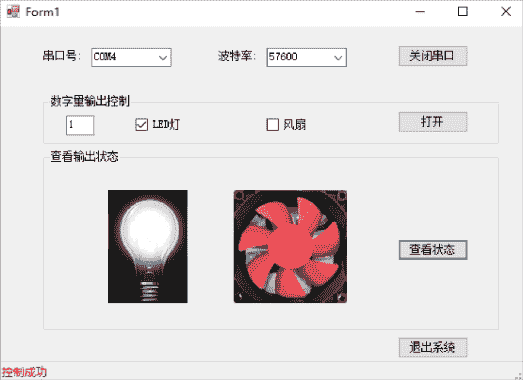 Form1
串口号: COM4 波特率: 57600 关闭串口
数字量输出控制
1 LED灯 风扇 打开
查看输出状态
查看状态
退出系统
控制成功